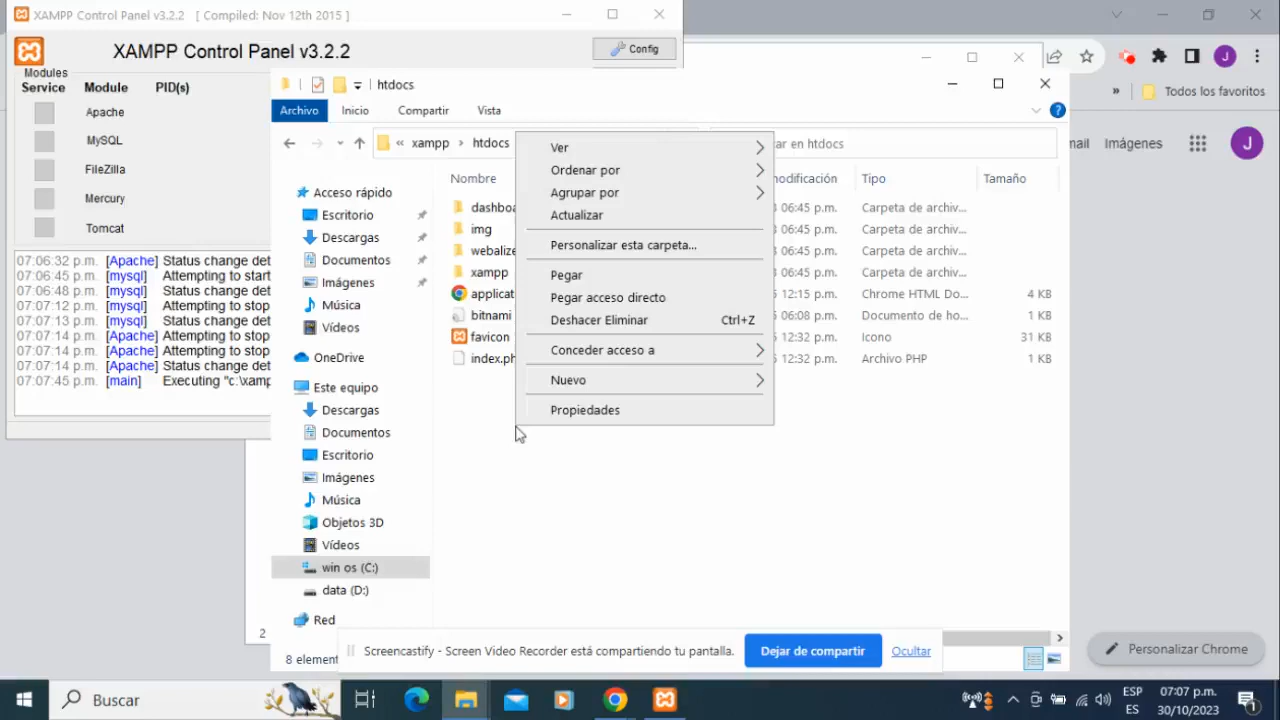 XAMPP Control Panel v3.2.2 [ Compiled: Nov 12th 2015 ]
XAMPP Control Panel v3.2.2
Config
Modules
Service Module PID(s)
Apache
MySQL
FileZilla
Mercury
Tomcat
07:06:32 p.m. [Apache] Status change det
07:06:45 p.m. [mysql] Attempting to start
07:06:48 p.m. [mysql] Status change det
07:07:12 p.m. [mysql] Attempting to stop
07:07:13 p.m. [mysql] Status change det
07:07:14 p.m. [Apache] Attempting to stop
07:07:14 p.m. [Apache] Attempting to stop
07:07:14 p.m. [Apache] Status change det
07:07:45 p.m. [main] Executing "c:\xamp
htdocs
Archivo Inicio Compartir Vista
« xampp > htdocs
ar en htdocs
Acceso rápido
Escritorio
Descargas
Documentos
Imágenes
Música
Vídeos
OneDrive
Este equipo
Descargas
Documentos
Escritorio
Imágenes
Música
Objetos 3D
Vídeos
win os (C:)
data (D:)
Red
8 element
2
Nombre modificación Tipo Tamaño
dashboa 06:45 p.m. Carpeta de archiv...
img 06:45 p.m. Carpeta de archiv...
webalize 06:45 p.m. Carpeta de archiv...
xampp 06:45 p.m. Carpeta de archiv...
applicat 12:15 p.m. Chrome HTML Do... 4 KB
bitnami 06:08 p.m. Documento de ho... 1 KB
favicon 12:32 p.m. Icono 31 KB
index.ph 12:32 p.m. Archivo PHP 1 KB
Ver
Ordenar por
Agrupar por
Actualizar
Personalizar esta carpeta...
Pegar
Pegar acceso directo
Deshacer Eliminar Ctrl+Z
Conceder acceso a
Nuevo
Propiedades
J
» Todos los favoritos
mail Imágenes J
Screencastify - Screen Video Recorder está compartiendo tu pantalla. Dejar de compartir Ocultar
Personalizar Chrome
Buscar
ESP
ES
07:07 p.m.
30/10/2023
1